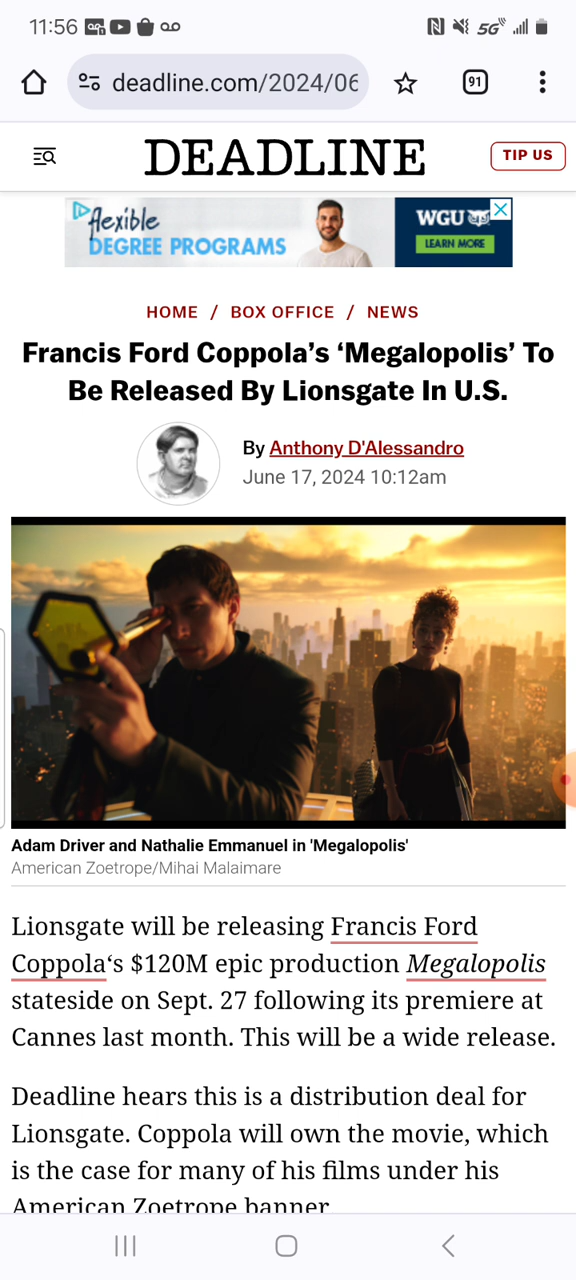 11:56
5G
deadline.com/2024/06
91
DEADLINE
TIP US
flexible
DEGREE PROGRAMS
WGU
LEARN MORE
HOME / BOX OFFICE / NEWS
Francis Ford Coppola’s ‘Megalopolis’ To
Be Released By Lionsgate In U.S.
By Anthony D'Alessandro
June 17, 2024 10:12am
Adam Driver and Nathalie Emmanuel in 'Megalopolis'
American Zoetrope/Mihai Malaimare
Lionsgate will be releasing Francis Ford
Coppola‘s $120M epic production Megalopolis
stateside on Sept. 27 following its premiere at
Cannes last month. This will be a wide release.
Deadline hears this is a distribution deal for
Lionsgate. Coppola will own the movie, which
is the case for many of his films under his
American Zoetrope banner